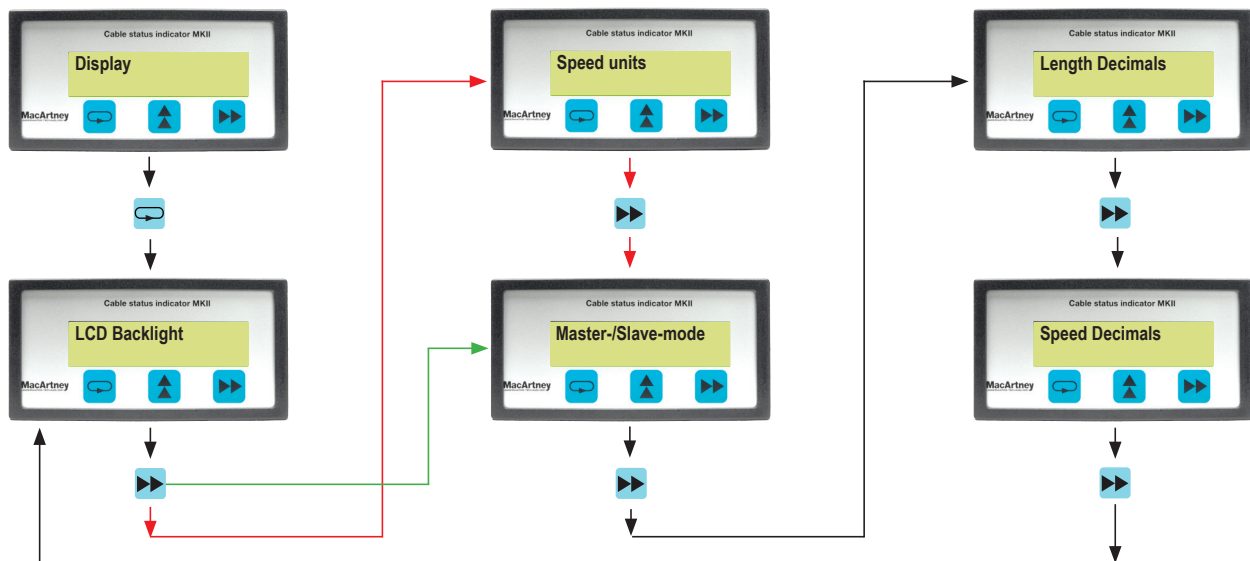 Cable status indicator MKII
Display
MacArtney
Cable status indicator MKII
LCD Backlight
MacArtney
Cable status indicator MKII
Speed units
MacArtney
Cable status indicator MKII
Master-/Slave-mode
MacArtney
Cable status indicator MKII
Length Decimals
MacArtney
Cable status indicator MKII
Speed Decimals
MacArtney